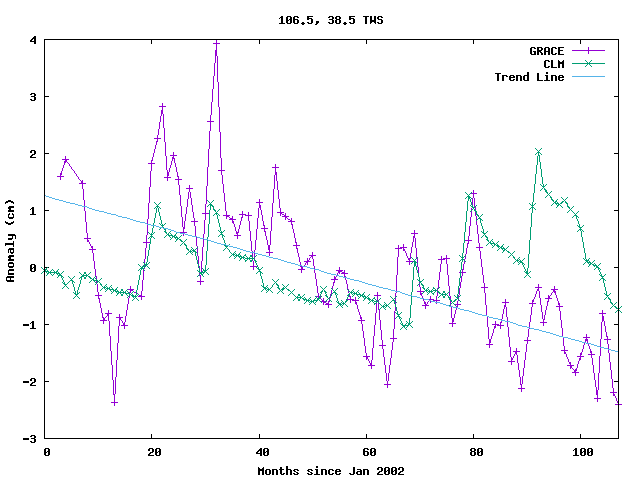 106.5, 38.5 TWS
GRACE
CLM
Trend Line
4
3
2
1
0
-1
-2
-3
Anomaly (cm)
0 20 40 60 80 100
Months since Jan 2002